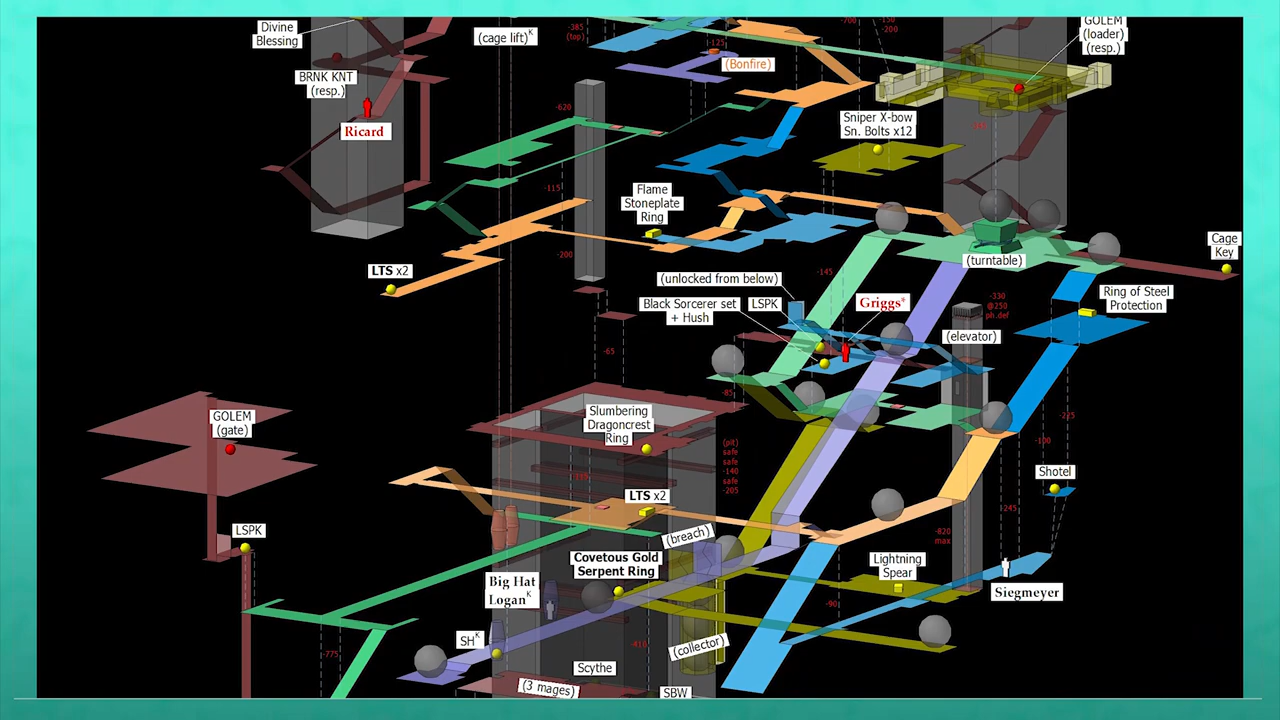 Divine
Blessing
(cage lift)ᴷ
-385
(top)
-700
-150
-200
GOLEM
(loader)
(resp.)
-125
(Bonfire)
BRNK KNT
(resp.)
Ricard
-620
Sniper X-bow
Sn. Bolts x12
-115
Flame
Stoneplate
Ring
-200
LTS x2
(turntable)
Cage
Key
-145
(unlocked from below)
Black Sorcerer set
+ Hush
LSPK
Griggs*
-330
@250
ph.def
Ring of Steel
Protection
(elevator)
-65
-85
GOLEM
(gate)
Slumbering
Dragoncrest
Ring
(pit)
safe
safe
-140
safe
-205
-225
-100
Shotel
LTS x2
-245
LSPK
(breach)
-820
max
Covetous Gold
Serpent Ring
Lightning
Spear
Siegmeyer
Big Hat
Loganᴷ
-90
SHᴷ
(collector)
-775
-410
Scythe
(3 mages)
SBW